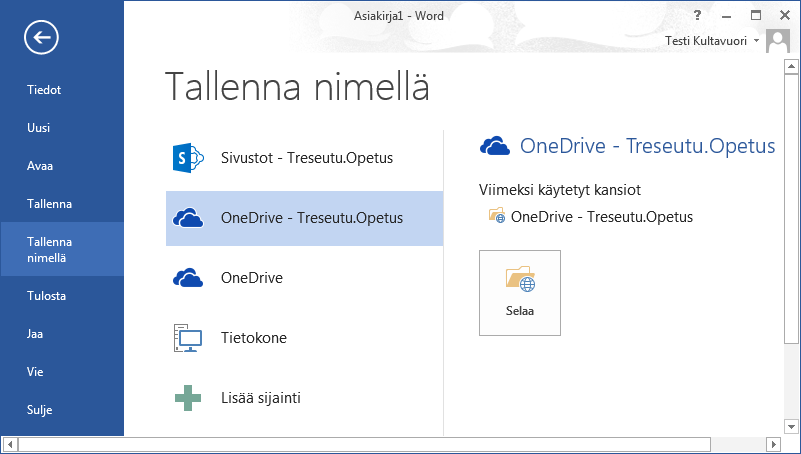 Asiakirja1 - Word
?
Testi Kultavuori
Tiedot
Uusi
Avaa
Tallenna
Tallenna
nimellä
Tulosta
Jaa
Vie
Sulje
Tallenna nimellä
S
Sivustot - Treseutu.Opetus
OneDrive - Treseutu.Opetus
OneDrive
Tietokone
Lisää sijainti
OneDrive - Treseutu.Opetus
Viimeksi käytetyt kansiot
OneDrive - Treseutu.Opetus
Selaa